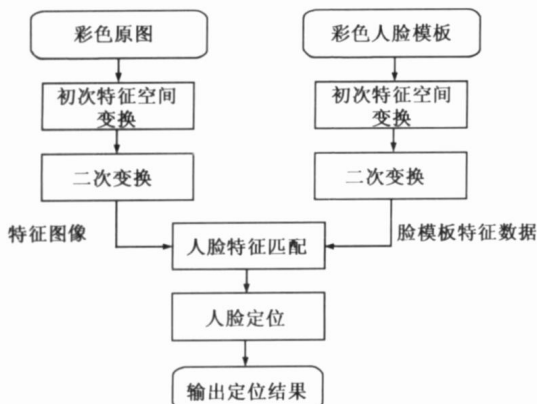 彩色原图
彩色人脸模板
初次特征空间
变换
初次特征空间
变换
二次变换
二次变换
特征图像
脸模板特征数据
人脸特征匹配
人脸定位
输出定位结果